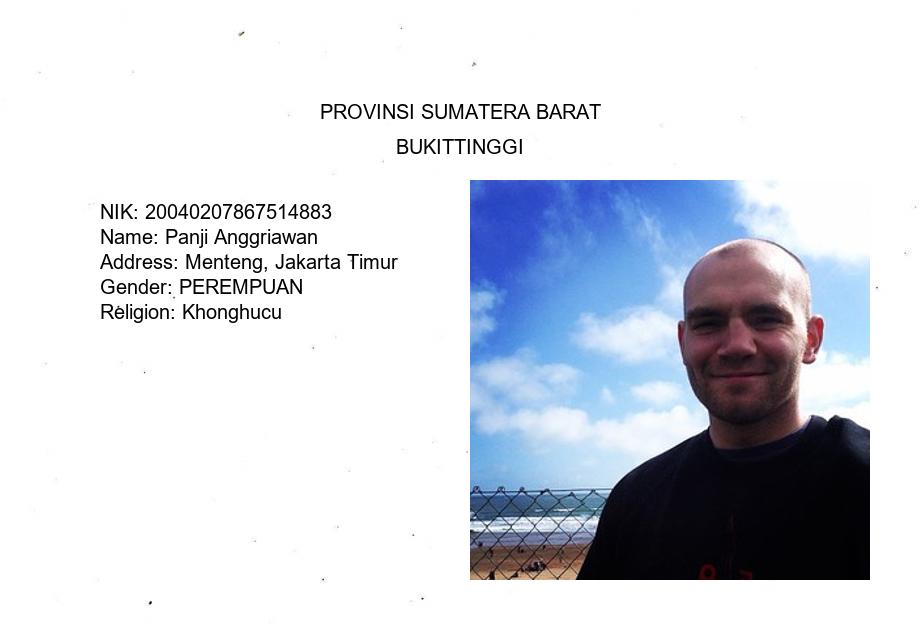 PROVINSI SUMATERA BARAT
BUKITTINGGI
NIK: 20040207867514883
Name: Panji Anggriawan
Address: Menteng, Jakarta Timur
Gender: PEREMPUAN
Religion: Khonghucu